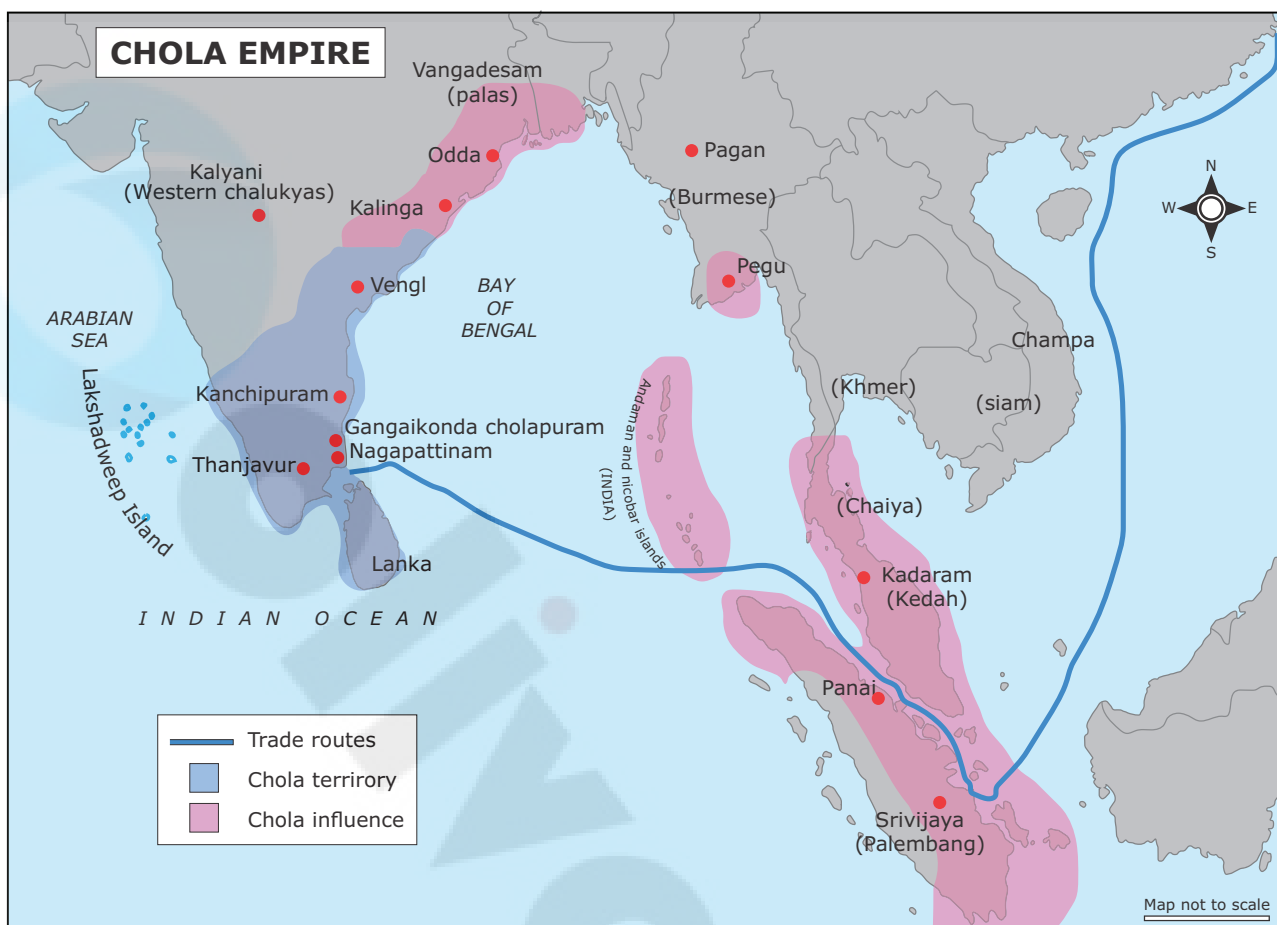 CHOLA EMPIRE
Vangadesam
(palas)
Odda
Pagan
Kalyani
(Western chalukyas)
(Burmese)
Kalinga
N
W
E
S
Pegu
Vengl
BAY
OF
BENGAL
ARABIAN
SEA
Champa
Lakshadweep Island
Kanchipuram
Andaman and nicobar islands
(INDIA)
(Khmer)
(siam)
Gangaikonda cholapuram
Nagapattinam
Thanjavur
(Chaiya)
Lanka
Kadaram
(Kedah)
INDIAN OCEAN
Panai
Trade routes
Chola terrirory
Chola influence
Srivijaya
(Palembang)
Map not to scale